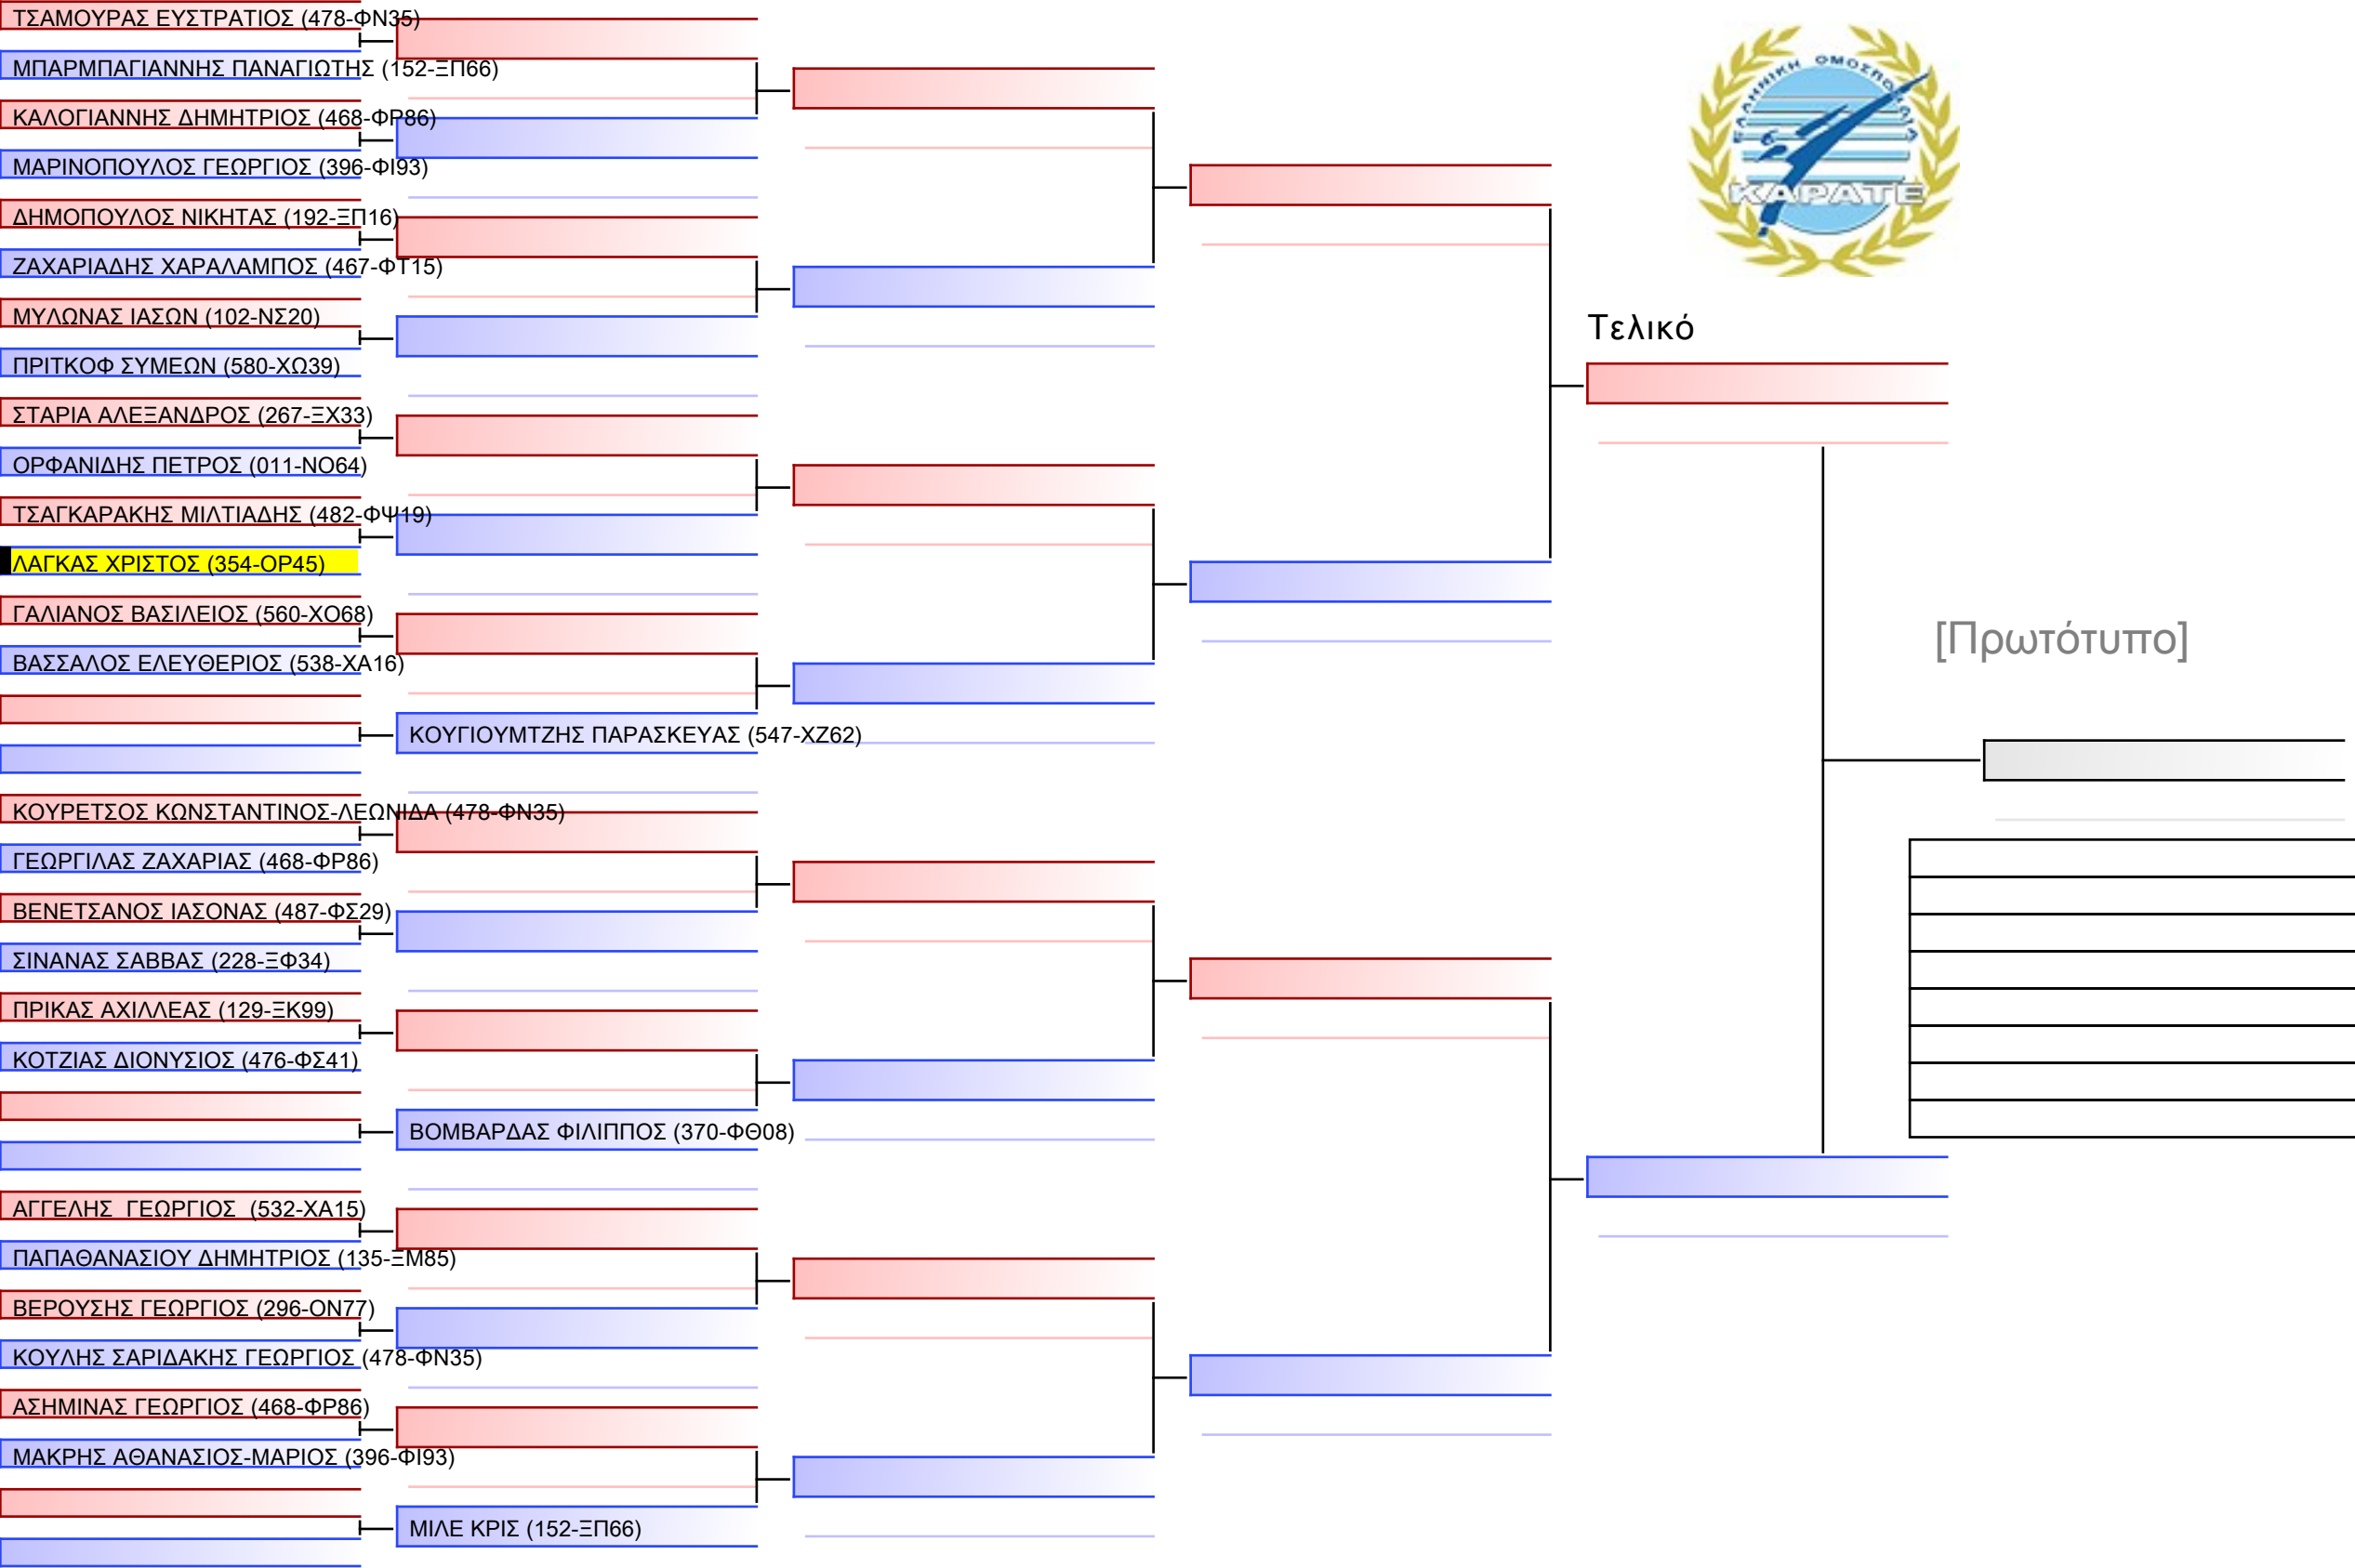 ΤΣΑΜΟΥΡΑΣ ΕΥΣΤΡΑΤΙΟΣ (478-ΦΝ35)
ΜΠΑΡΜΠΑΓΙΑΝΝΗΣ ΠΑΝΑΓΙΩΤΗΣ (152-ΞΠ66)
ΚΑΛΟΓΙΑΝΝΗΣ ΔΗΜΗΤΡΙΟΣ (468-ΦΡ86)
ΜΑΡΙΝΟΠΟΥΛΟΣ ΓΕΩΡΓΙΟΣ (396-ΦΙ93)
ΔΗΜΟΠΟΥΛΟΣ ΝΙΚΗΤΑΣ (192-ΞΠ16)
ΖΑΧΑΡΙΑΔΗΣ ΧΑΡΑΛΑΜΠΟΣ (467-ΦΤ15)
ΜΥΛΩΝΑΣ ΙΑΣΩΝ (102-ΝΣ20)
ΠΡΙΤΚΟΦ ΣΥΜΕΩΝ (580-ΧΩ39)
ΣΤΑΡΙΑ ΑΛΕΞΑΝΔΡΟΣ (267-ΞΧ33)
ΟΡΦΑΝΙΔΗΣ ΠΕΤΡΟΣ (011-ΝΟ64)
ΤΣΑΓΚΑΡΑΚΗΣ ΜΙΛΤΙΑΔΗΣ (482-ΦΨ19)
ΛΑΓΚΑΣ ΧΡΙΣΤΟΣ (354-ΟΡ45)
ΓΑΛΙΑΝΟΣ ΒΑΣΙΛΕΙΟΣ (560-ΧΟ68)
ΒΑΣΣΑΛΟΣ ΕΛΕΥΘΕΡΙΟΣ (538-ΧΑ16)
ΚΟΥΓΙΟΥΜΤΖΗΣ ΠΑΡΑΣΚΕΥΑΣ (547-ΧΖ62)
ΚΟΥΡΕΤΣΟΣ ΚΩΝΣΤΑΝΤΙΝΟΣ-ΛΕΩΝΙΔΑ (478-ΦΝ35)
ΓΕΩΡΓΙΛΑΣ ΖΑΧΑΡΙΑΣ (468-ΦΡ86)
ΒΕΝΕΤΣΑΝΟΣ ΙΑΣΟΝΑΣ (487-ΦΣ29)
ΣΙΝΑΝΑΣ ΣΑΒΒΑΣ (228-ΞΦ34)
ΠΡΙΚΑΣ ΑΧΙΛΛΕΑΣ (129-ΞΚ99)
ΚΟΤΖΙΑΣ ΔΙΟΝΥΣΙΟΣ (476-ΦΣ41)
ΒΟΜΒΑΡΔΑΣ ΦΙΛΙΠΠΟΣ (370-ΦΘ08)
ΑΓΓΕΛΗΣ  ΓΕΩΡΓΙΟΣ  (532-ΧΑ15)
ΠΑΠΑΘΑΝΑΣΙΟΥ ΔΗΜΗΤΡΙΟΣ (135-ΞΜ85)
ΒΕΡΟΥΣΗΣ ΓΕΩΡΓΙΟΣ (296-ΟΝ77)
ΚΟΥΛΗΣ ΣΑΡΙΔΑΚΗΣ ΓΕΩΡΓΙΟΣ (478-ΦΝ35)
ΑΣΗΜΙΝΑΣ ΓΕΩΡΓΙΟΣ (468-ΦΡ86)
ΜΑΚΡΗΣ ΑΘΑΝΑΣΙΟΣ-ΜΑΡΙΟΣ (396-ΦΙ93)
ΜΙΛΕ ΚΡΙΣ (152-ΞΠ66)
ΕΛΛΗΝΙΚΗ ΟΜΟΣΠΟΝΔΙΑ
ΚΑΡΑΤΕ
Τελικό
[Πρωτότυπο]